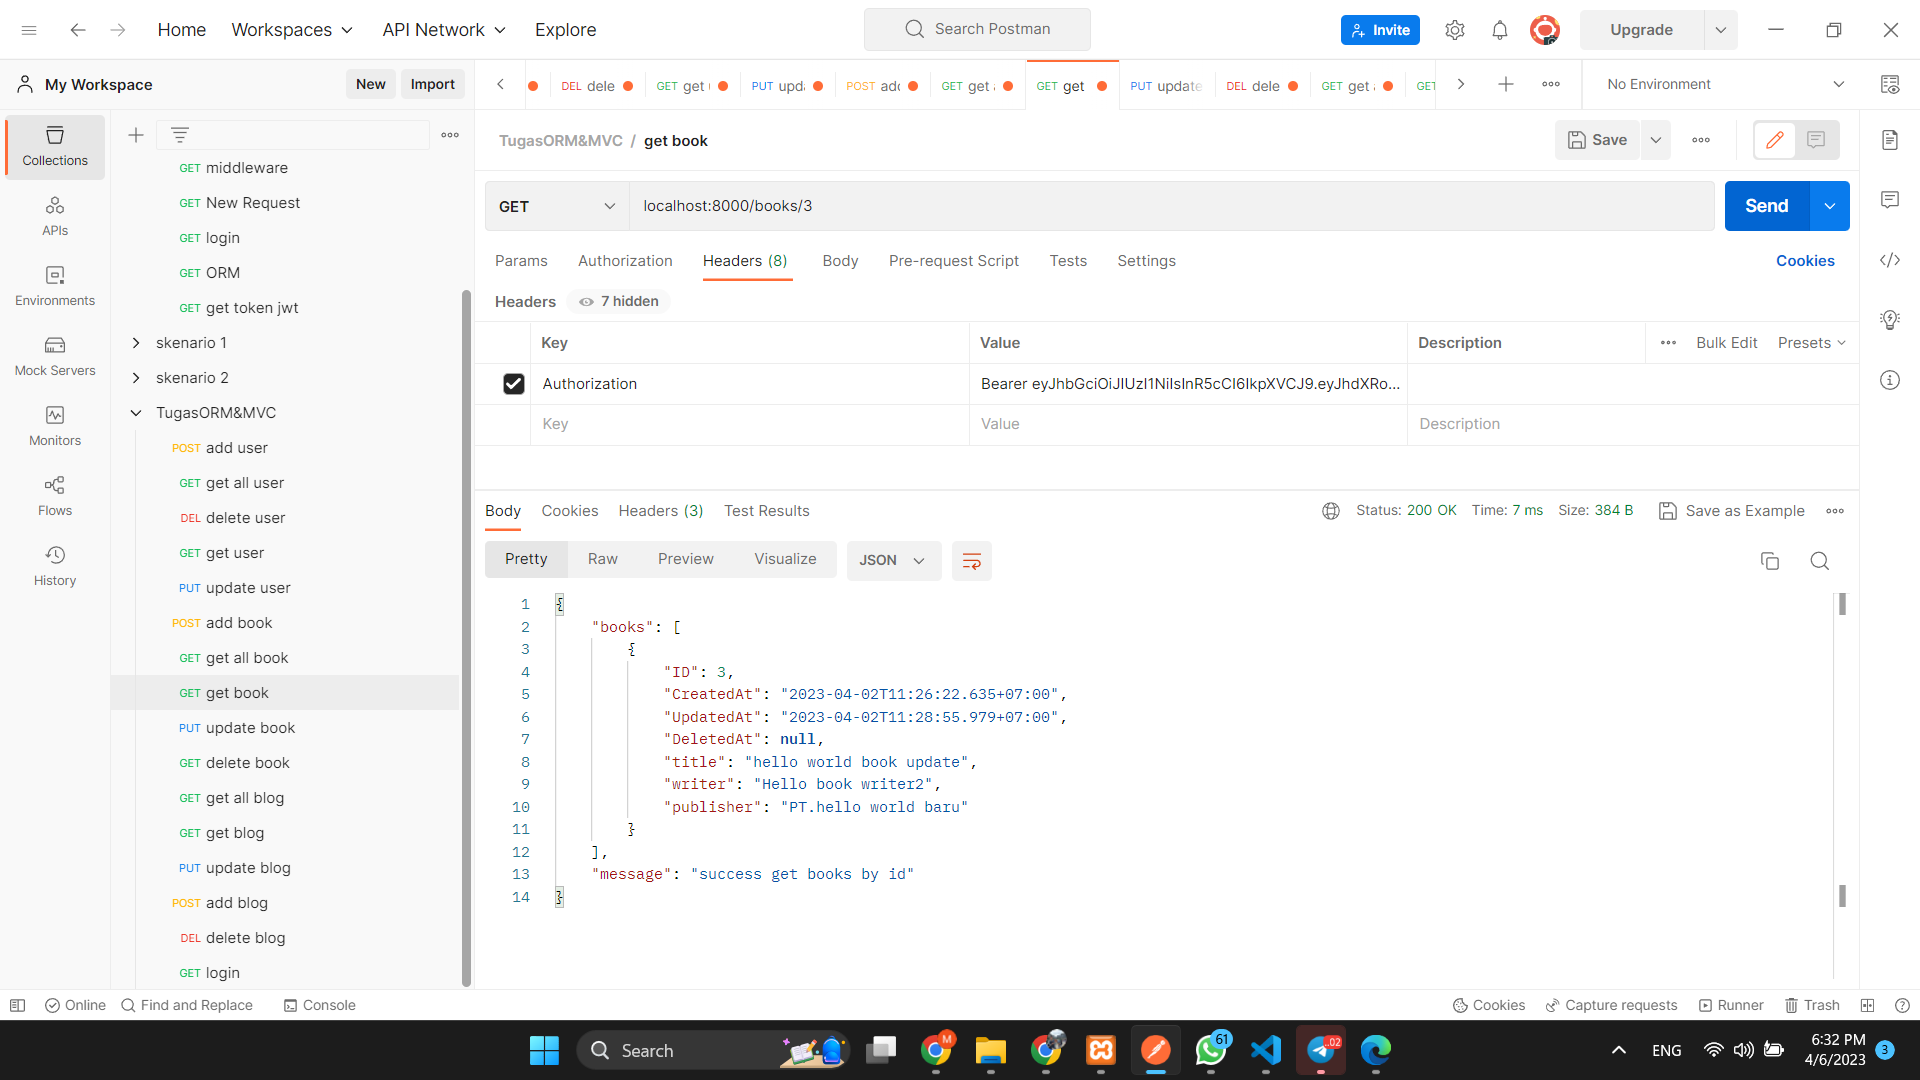 Home
Workspaces
API Network
Explore
Search Postman
Invite
Upgrade
My Workspace
New
Import
DEL dele
GET get
PUT upda
POST add
GET get a
GET get
PUT update
DEL dele
GET get a
GET
No Environment
Collections
APIs
Environments
Mock Servers
Monitors
Flows
History
GET middleware
GET New Request
GET login
GET ORM
GET get token jwt
skenario 1
skenario 2
TugasORM&MVC
POST add user
GET get all user
DEL delete user
GET get user
PUT update user
POST add book
GET get all book
GET get book
PUT update book
GET delete book
GET get all blog
GET get blog
PUT update blog
POST add blog
DEL delete blog
GET login
TugasORM&MVC / get book
Save
GET
localhost:8000/books/3
Send
Params
Authorization
Headers (8)
Body
Pre-request Script
Tests
Settings
Cookies
Headers
7 hidden
Key
Value
Description
Bulk Edit
Presets
Authorization
Bearer eyJhbGciOiJIUzI1NiIsInR5cCI6IkpXVCJ9.eyJhdXRo...
Key
Value
Description
Body
Cookies
Headers (3)
Test Results
Status: 200 OK
Time: 7 ms
Size: 384 B
Save as Example
Pretty
Raw
Preview
Visualize
JSON
1 {
2 "books": [
3 {
4 "ID": 3,
5 "CreatedAt": "2023-04-02T11:26:22.635+07:00",
6 "UpdatedAt": "2023-04-02T11:28:55.979+07:00",
7 "DeletedAt": null,
8 "title": "hello world book update",
9 "writer": "Hello book writer2",
10 "publisher": "PT.hello world baru"
11 }
12 ],
13 "message": "success get books by id"
14 }
Online
Find and Replace
Console
Cookies
Capture requests
Runner
Trash
Search
M
61
.02
ENG
6:32 PM
4/6/2023
3